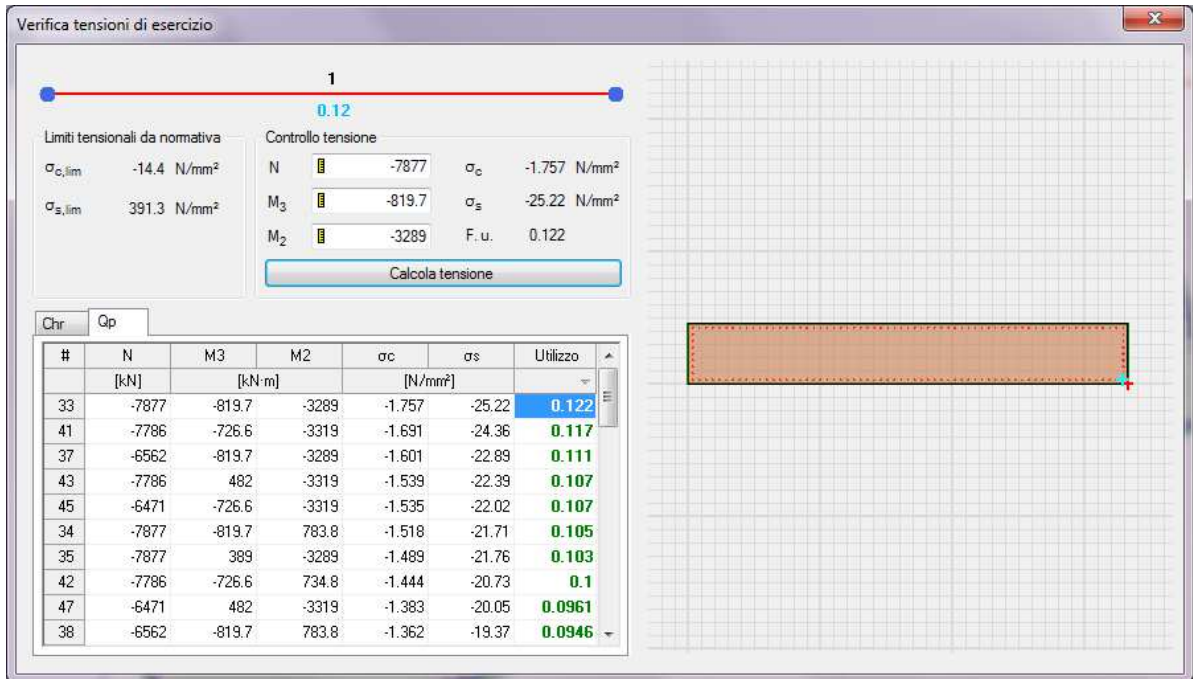 Verifica tensioni di esercizio
1
0.12
Limiti tensionali da normativa
σc,lim -14.4 N/mm²
σs,lim 391.3 N/mm²
Controllo tensione
N -7877 σc -1.757 N/mm²
M3 -819.7 σs -25.22 N/mm²
M2 -3289 F. u. 0.122
Calcola tensione
Chr Qp
# N M3 M2 σc σs Utilizzo
[kN] [kN·m] [N/mm²]
33 -7877 -819.7 -3289 -1.757 -25.22 0.122
41 -7786 -726.6 -3319 -1.691 -24.36 0.117
37 -6562 -819.7 -3289 -1.601 -22.89 0.111
43 -7786 482 -3319 -1.539 -22.39 0.107
45 -6471 -726.6 -3319 -1.535 -22.02 0.107
34 -7877 -819.7 783.8 -1.518 -21.71 0.105
35 -7877 389 -3289 -1.489 -21.76 0.103
42 -7786 -726.6 734.8 -1.444 -20.73 0.1
47 -6471 482 -3319 -1.383 -20.05 0.0961
38 -6562 -819.7 783.8 -1.362 -19.37 0.0946